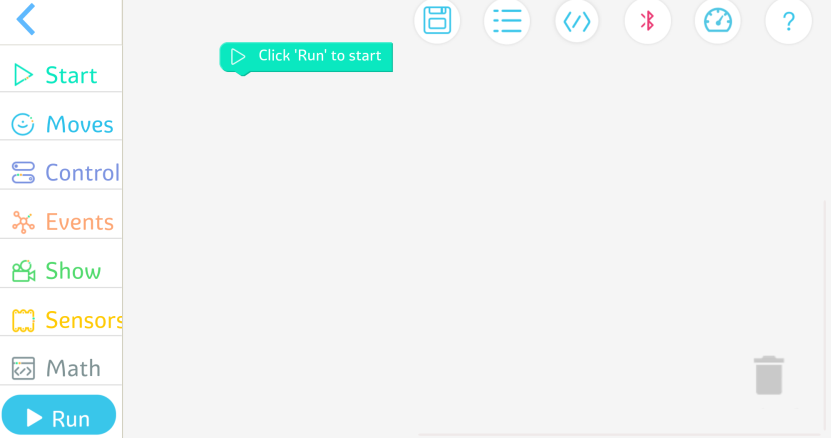 Click 'Run' to start
Start
Moves
Control
Events
Show
Sensors
Math
Run
?